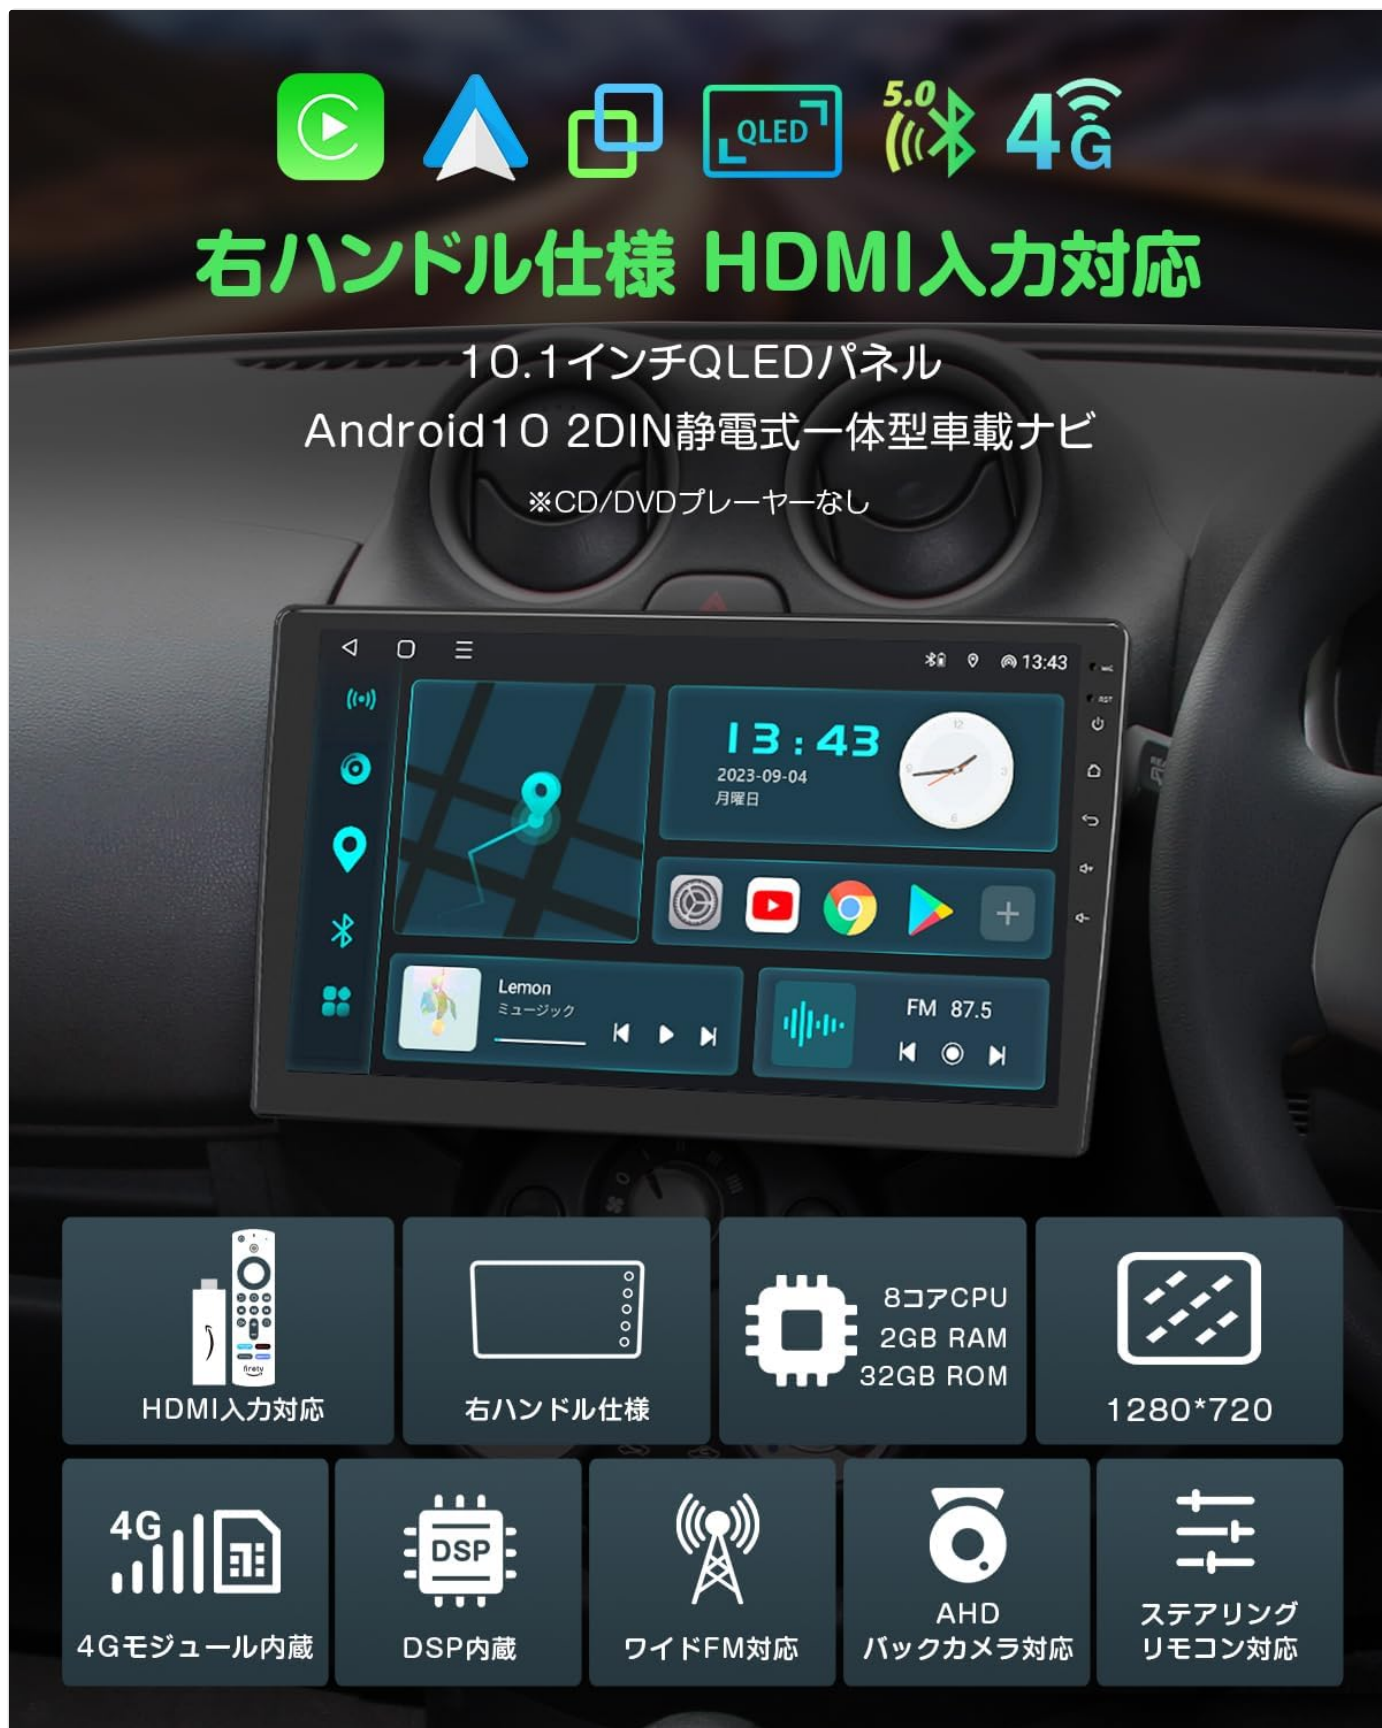 QLED
5.0
4G
右ハンドル仕様 HDMI入力対応
10.1インチQLEDパネル
Android10 2DIN静電式一体型車載ナビ
※CD/DVDプレーヤーなし
13:43
MIC
RST
13:43
2023-09-04
月曜日
12
3
6
9
Lemon
ミュージック
FM 87.5
firetv
HDMI入力対応
右ハンドル仕様
8コアCPU
2GB RAM
32GB ROM
1280*720
4G
4Gモジュール内蔵
DSP
DSP内蔵
ワイドFM対応
AHD
バックカメラ対応
ステアリング
リモコン対応